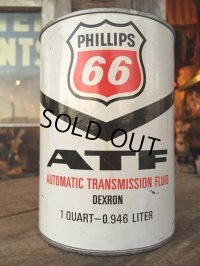 PHILLIPS
66
SOLD OUT
ATF
AUTOMATIC TRANSMISSION FLUID
DEXRON
1 QUART—0.946 LITER